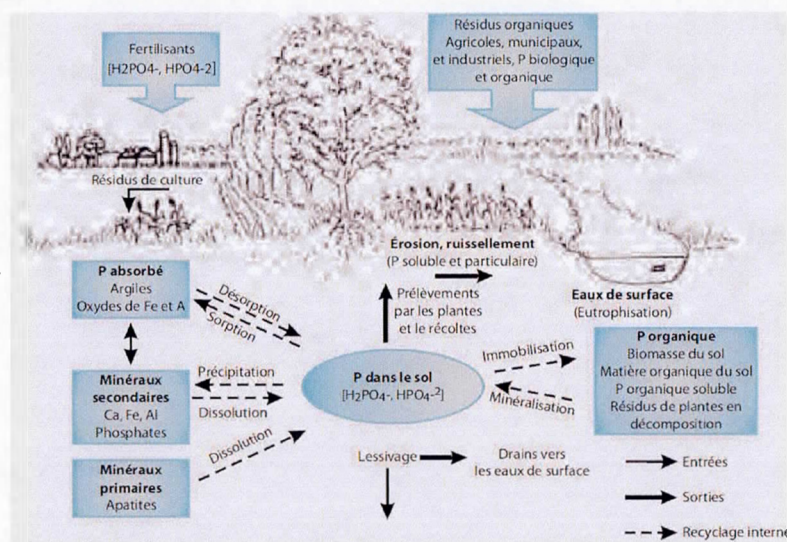 Fertilisants
[H2PO4-, HPO4-2]
Résidus organiques
Agricoles, municipaux,
et industriels, P biologique
et organique
Résidus de culture
Érosion, ruissellement
(P soluble et particulaire)
P absorbé
Argiles
Oxydes de Fe et A
Désorption
Sorption
Prélèvements
par les plantes
et le récoltes
Eaux de surface
(Eutrophisation)
Minéraux
secondaires
Ca, Fe, Al
Phosphates
Précipitation
Dissolution
P dans le sol
[H2PO4-, HPO4-2]
Immobilisation
Minéralisation
P organique
Biomasse du sol
Matière organique du sol
P organique soluble
Résidus de plantes en
décomposition
Minéraux
primaires
Apatites
Dissolution
Lessivage
Drains vers
les eaux de surface
Entrées
Sorties
Recyclage interne